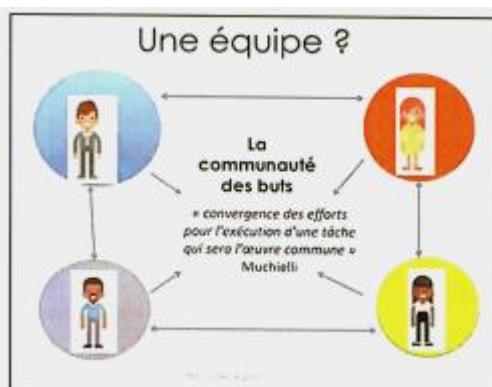 Une équipe ?
La
communauté
des buts
« convergence des efforts
pour l'exécution d'une tâche
qui sera l'œuvre commune »
Muchielli